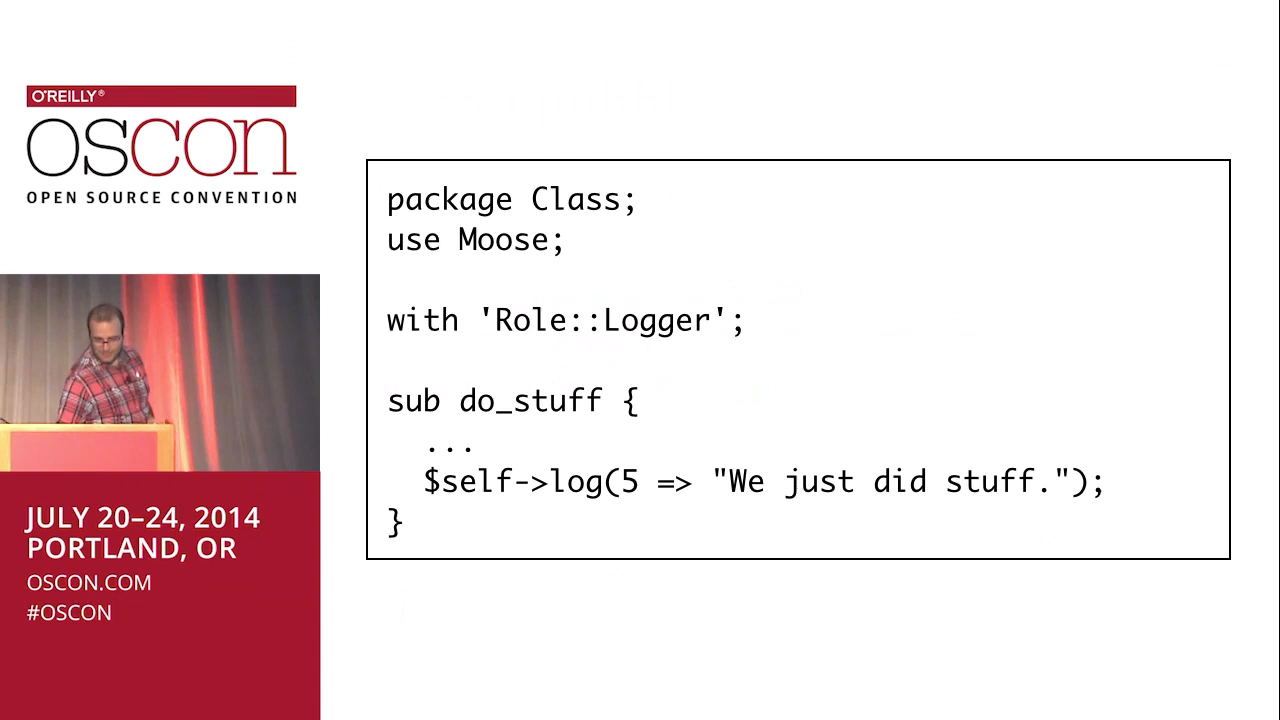 O'REILLY®
OSCON
OPEN SOURCE CONVENTION
JULY 20–24, 2014
PORTLAND, OR
OSCON.COM
#OSCON
package Class;
use Moose;
with 'Role::Logger';
sub do_stuff {
...
$self->log(5 => "We just did stuff.");
}